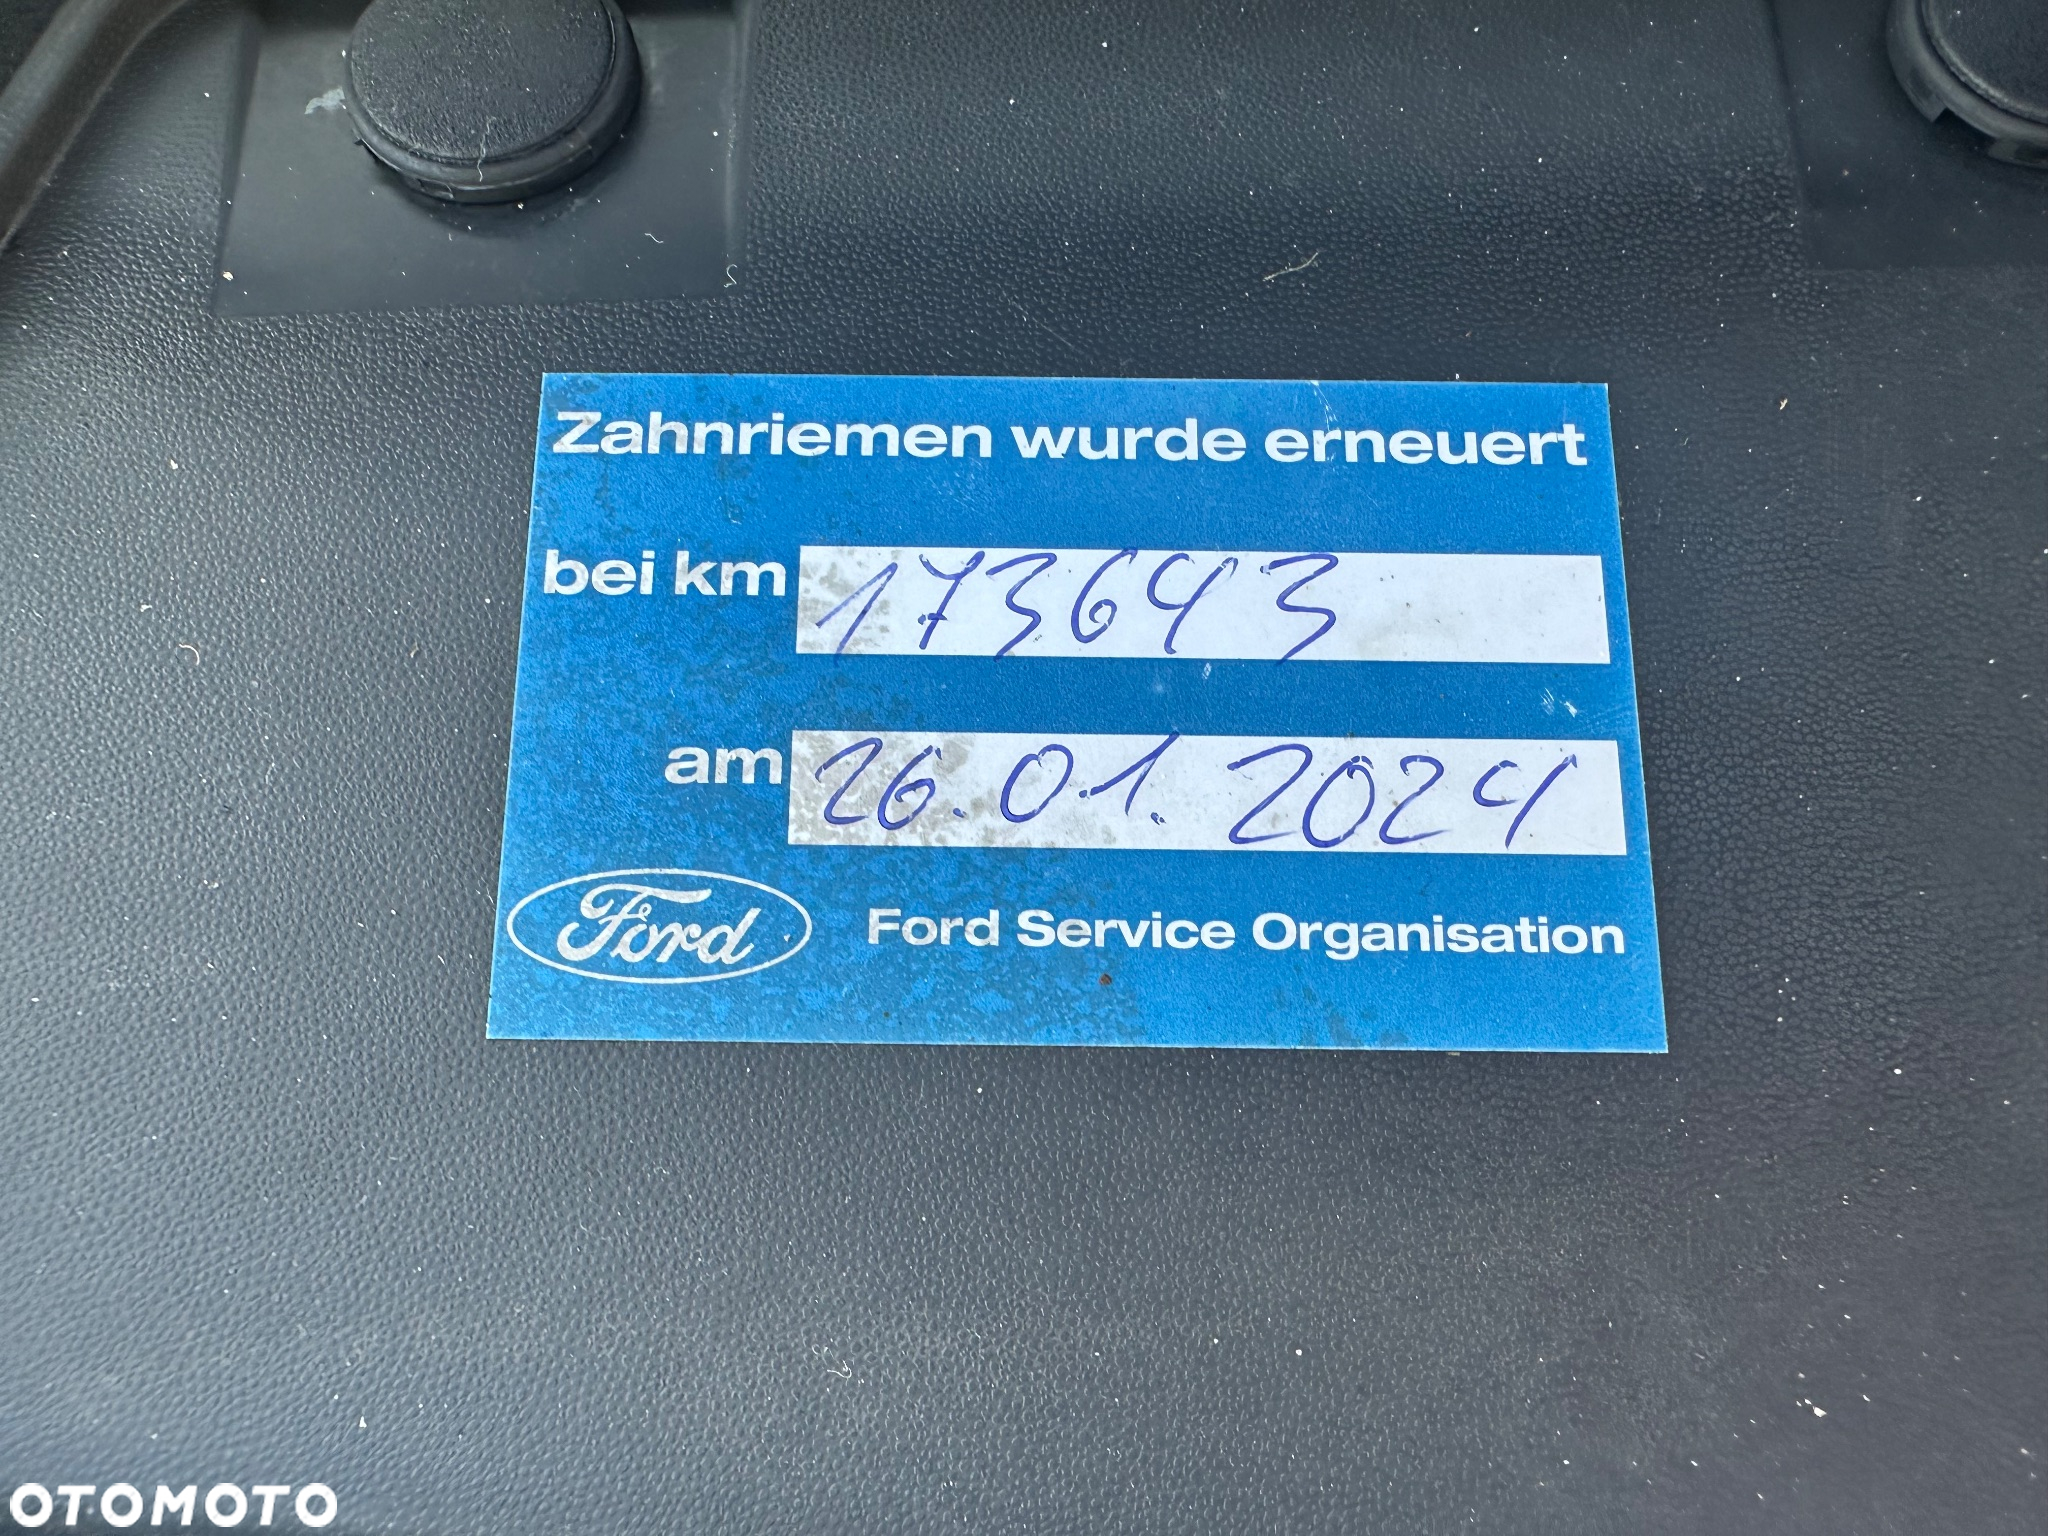 Zahnriemen wurde erneuert
bei km 173643
am 26.01.2024
Ford Ford Service Organisation
OTOMOTO